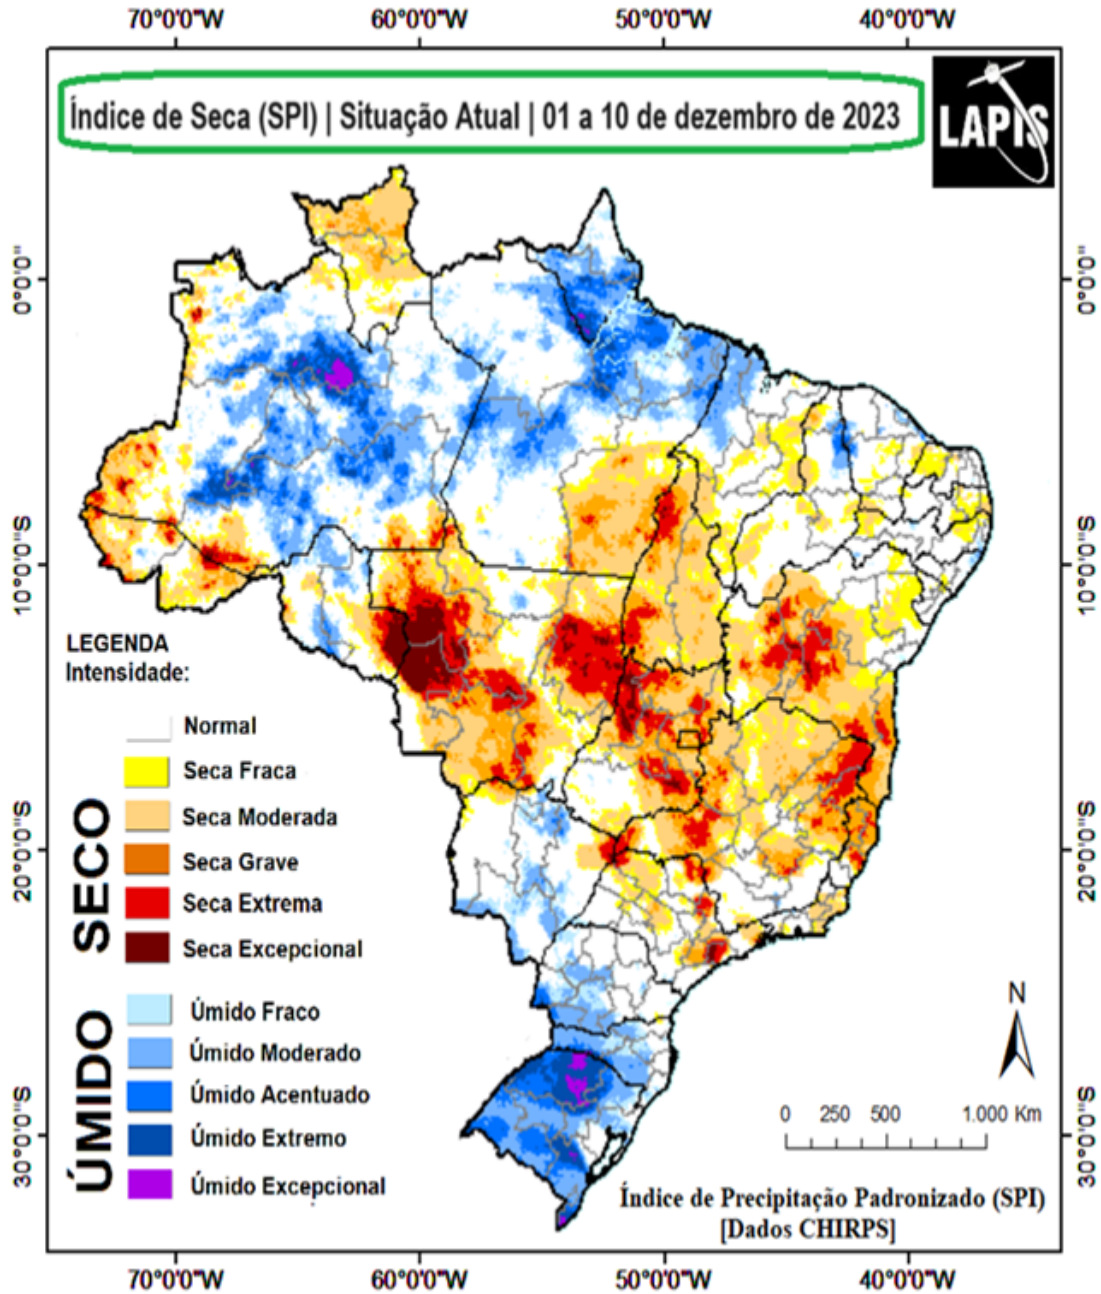 70°0'0"W 60°0'0"W 50°0'0"W 40°0'0"W
Índice de Seca (SPI) | Situação Atual | 01 a 10 de dezembro de 2023
LAPIS
0°0'0" 0°0'0"
10°0'0"S 10°0'0"S
LEGENDA
Intensidade:
SECO
Normal
Seca Fraca
Seca Moderada
Seca Grave
Seca Extrema
Seca Excepcional
20°0'0"S 20°0'0"S
ÚMIDO
Úmido Fraco
Úmido Moderado
Úmido Acentuado
Úmido Extremo
Úmido Excepcional
N
0 250 500 1.000 Km
30°0'0"S 30°0'0"S
Índice de Precipitação Padronizado (SPI)
[Dados CHIRPS]
70°0'0"W 60°0'0"W 50°0'0"W 40°0'0"W